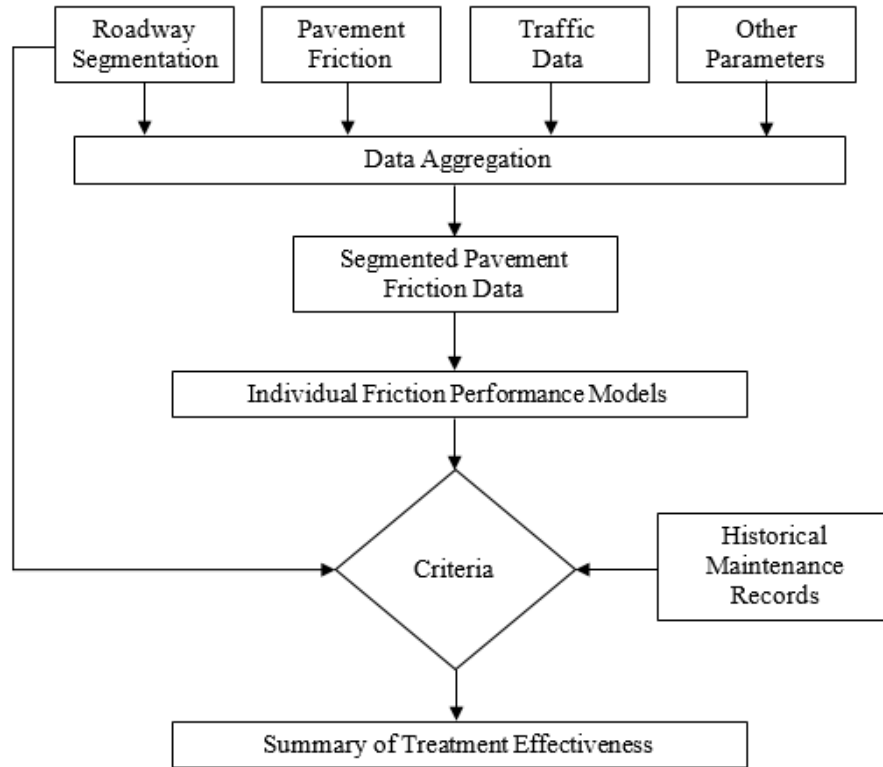 Roadway
Segmentation
Pavement
Friction
Traffic
Data
Other
Parameters
Data Aggregation
Segmented Pavement
Friction Data
Individual Friction Performance Models
Criteria
Historical
Maintenance
Records
Summary of Treatment Effectiveness